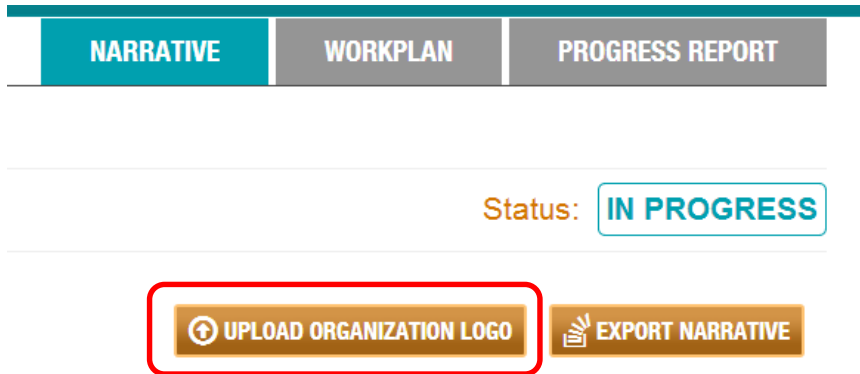 NARRATIVE WORKPLAN PROGRESS REPORT
Status: IN PROGRESS
UPLOAD ORGANIZATION LOGO EXPORT NARRATIVE